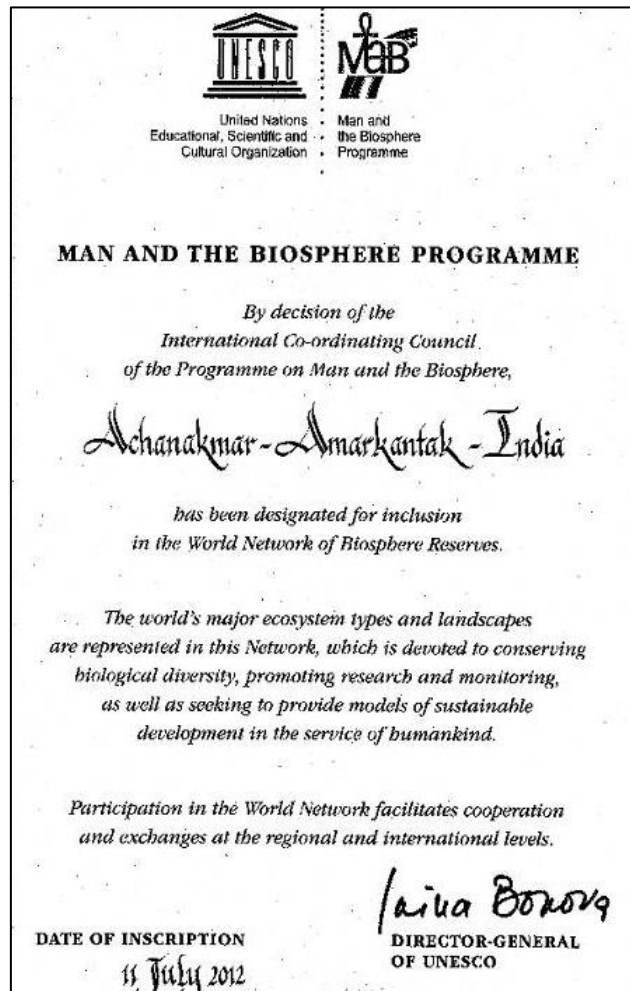 UNESCO
MaB
United Nations
Educational, Scientific and
Cultural Organization
Man and
the Biosphere
Programme
MAN AND THE BIOSPHERE PROGRAMME
By decision of the
International Co-ordinating Council
of the Programme on Man and the Biosphere,
Achanakmar-Amarkantak-India
has been designated for inclusion
in the World Network of Biosphere Reserves.
The world's major ecosystem types and landscapes
are represented in this Network, which is devoted to conserving
biological diversity, promoting research and monitoring,
as well as seeking to provide models of sustainable
development in the service of humankind.
Participation in the World Network facilitates cooperation
and exchanges at the regional and international levels.
DATE OF INSCRIPTION
11 July 2012
Irina Bokova
DIRECTOR-GENERAL
OF UNESCO